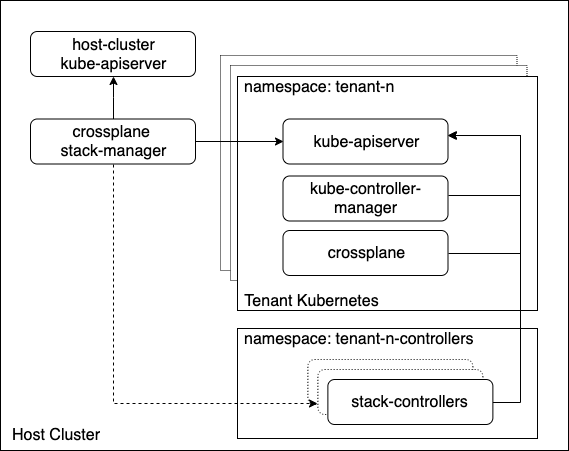 host-cluster
kube-apiserver
crossplane
stack-manager
namespace: tenant-n
kube-apiserver
kube-controller-
manager
crossplane
Tenant Kubernetes
namespace: tenant-n-controllers
stack-controllers
Host Cluster